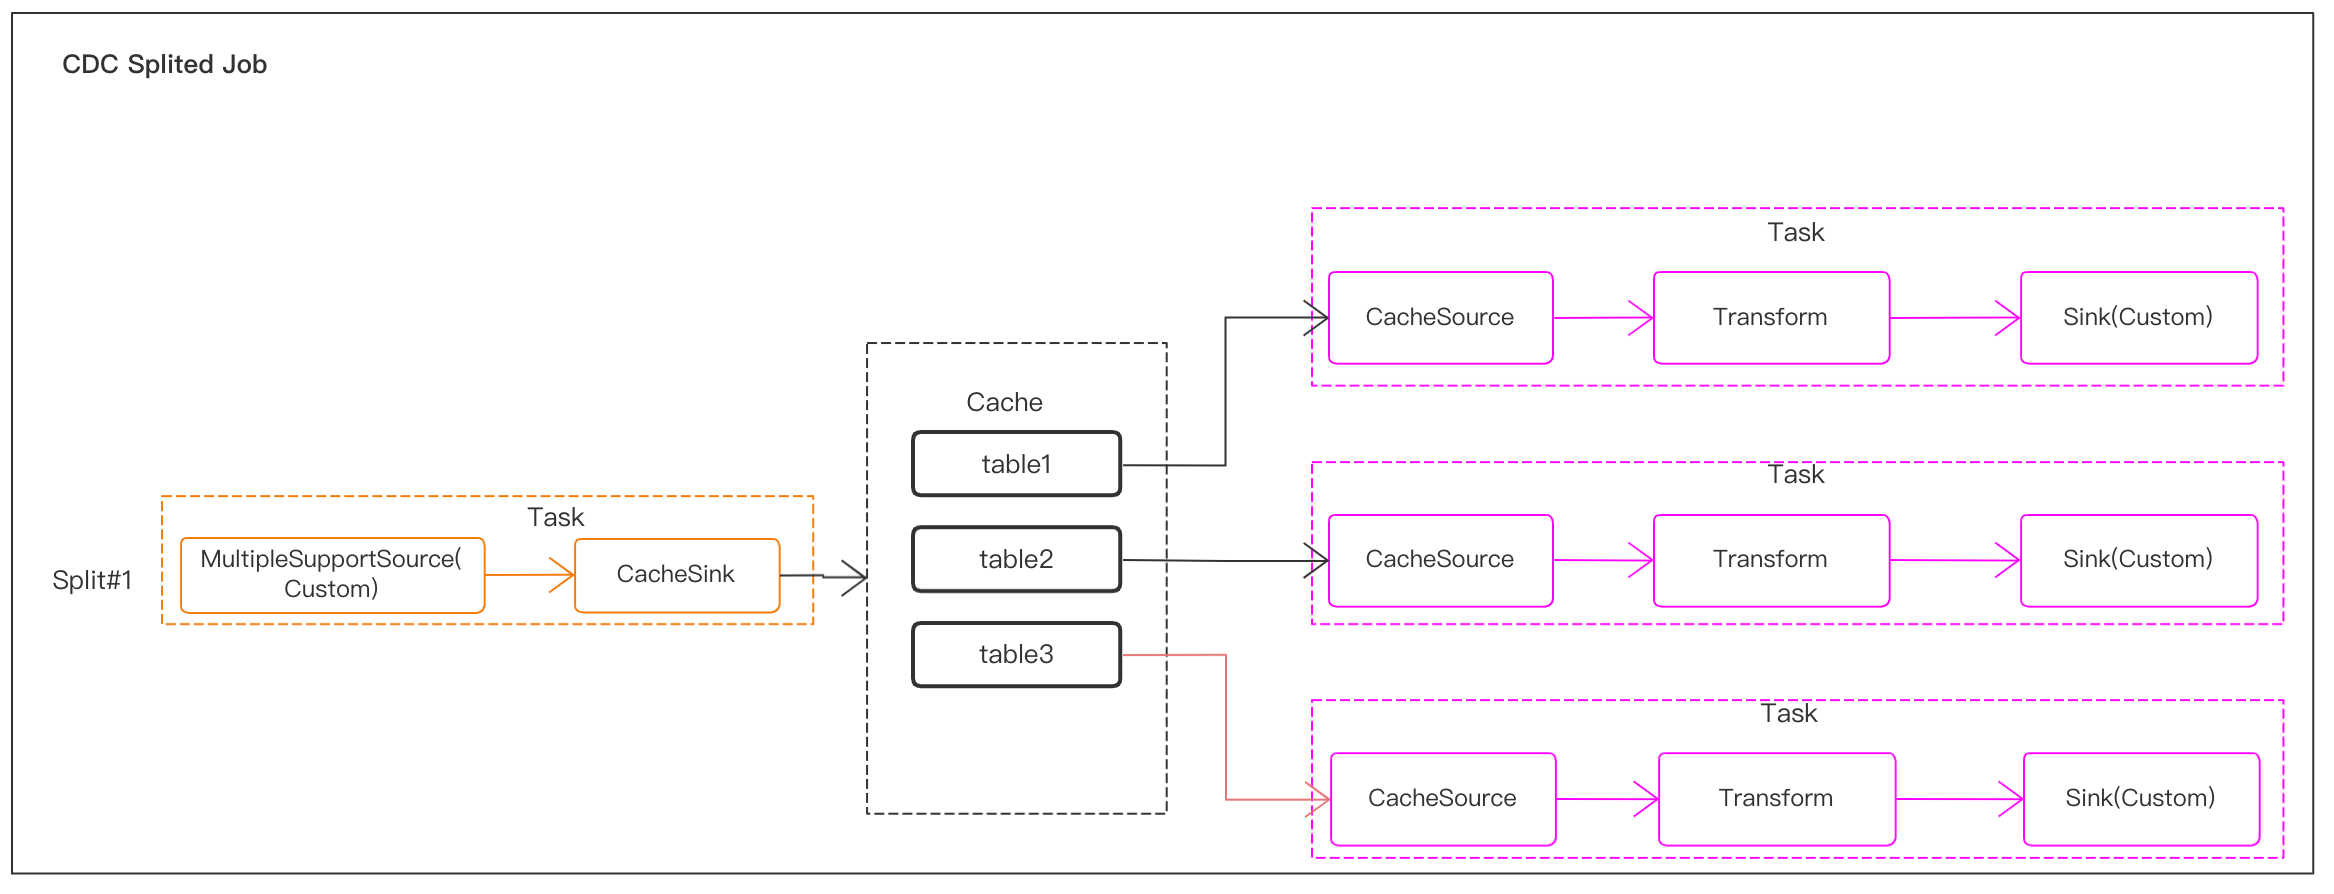 CDC Splited Job
Split#1
Task
MultipleSupportSource(
Custom)
CacheSink
Cache
table1
table2
table3
Task
CacheSource
Transform
Sink(Custom)
Task
CacheSource
Transform
Sink(Custom)
Task
CacheSource
Transform
Sink(Custom)